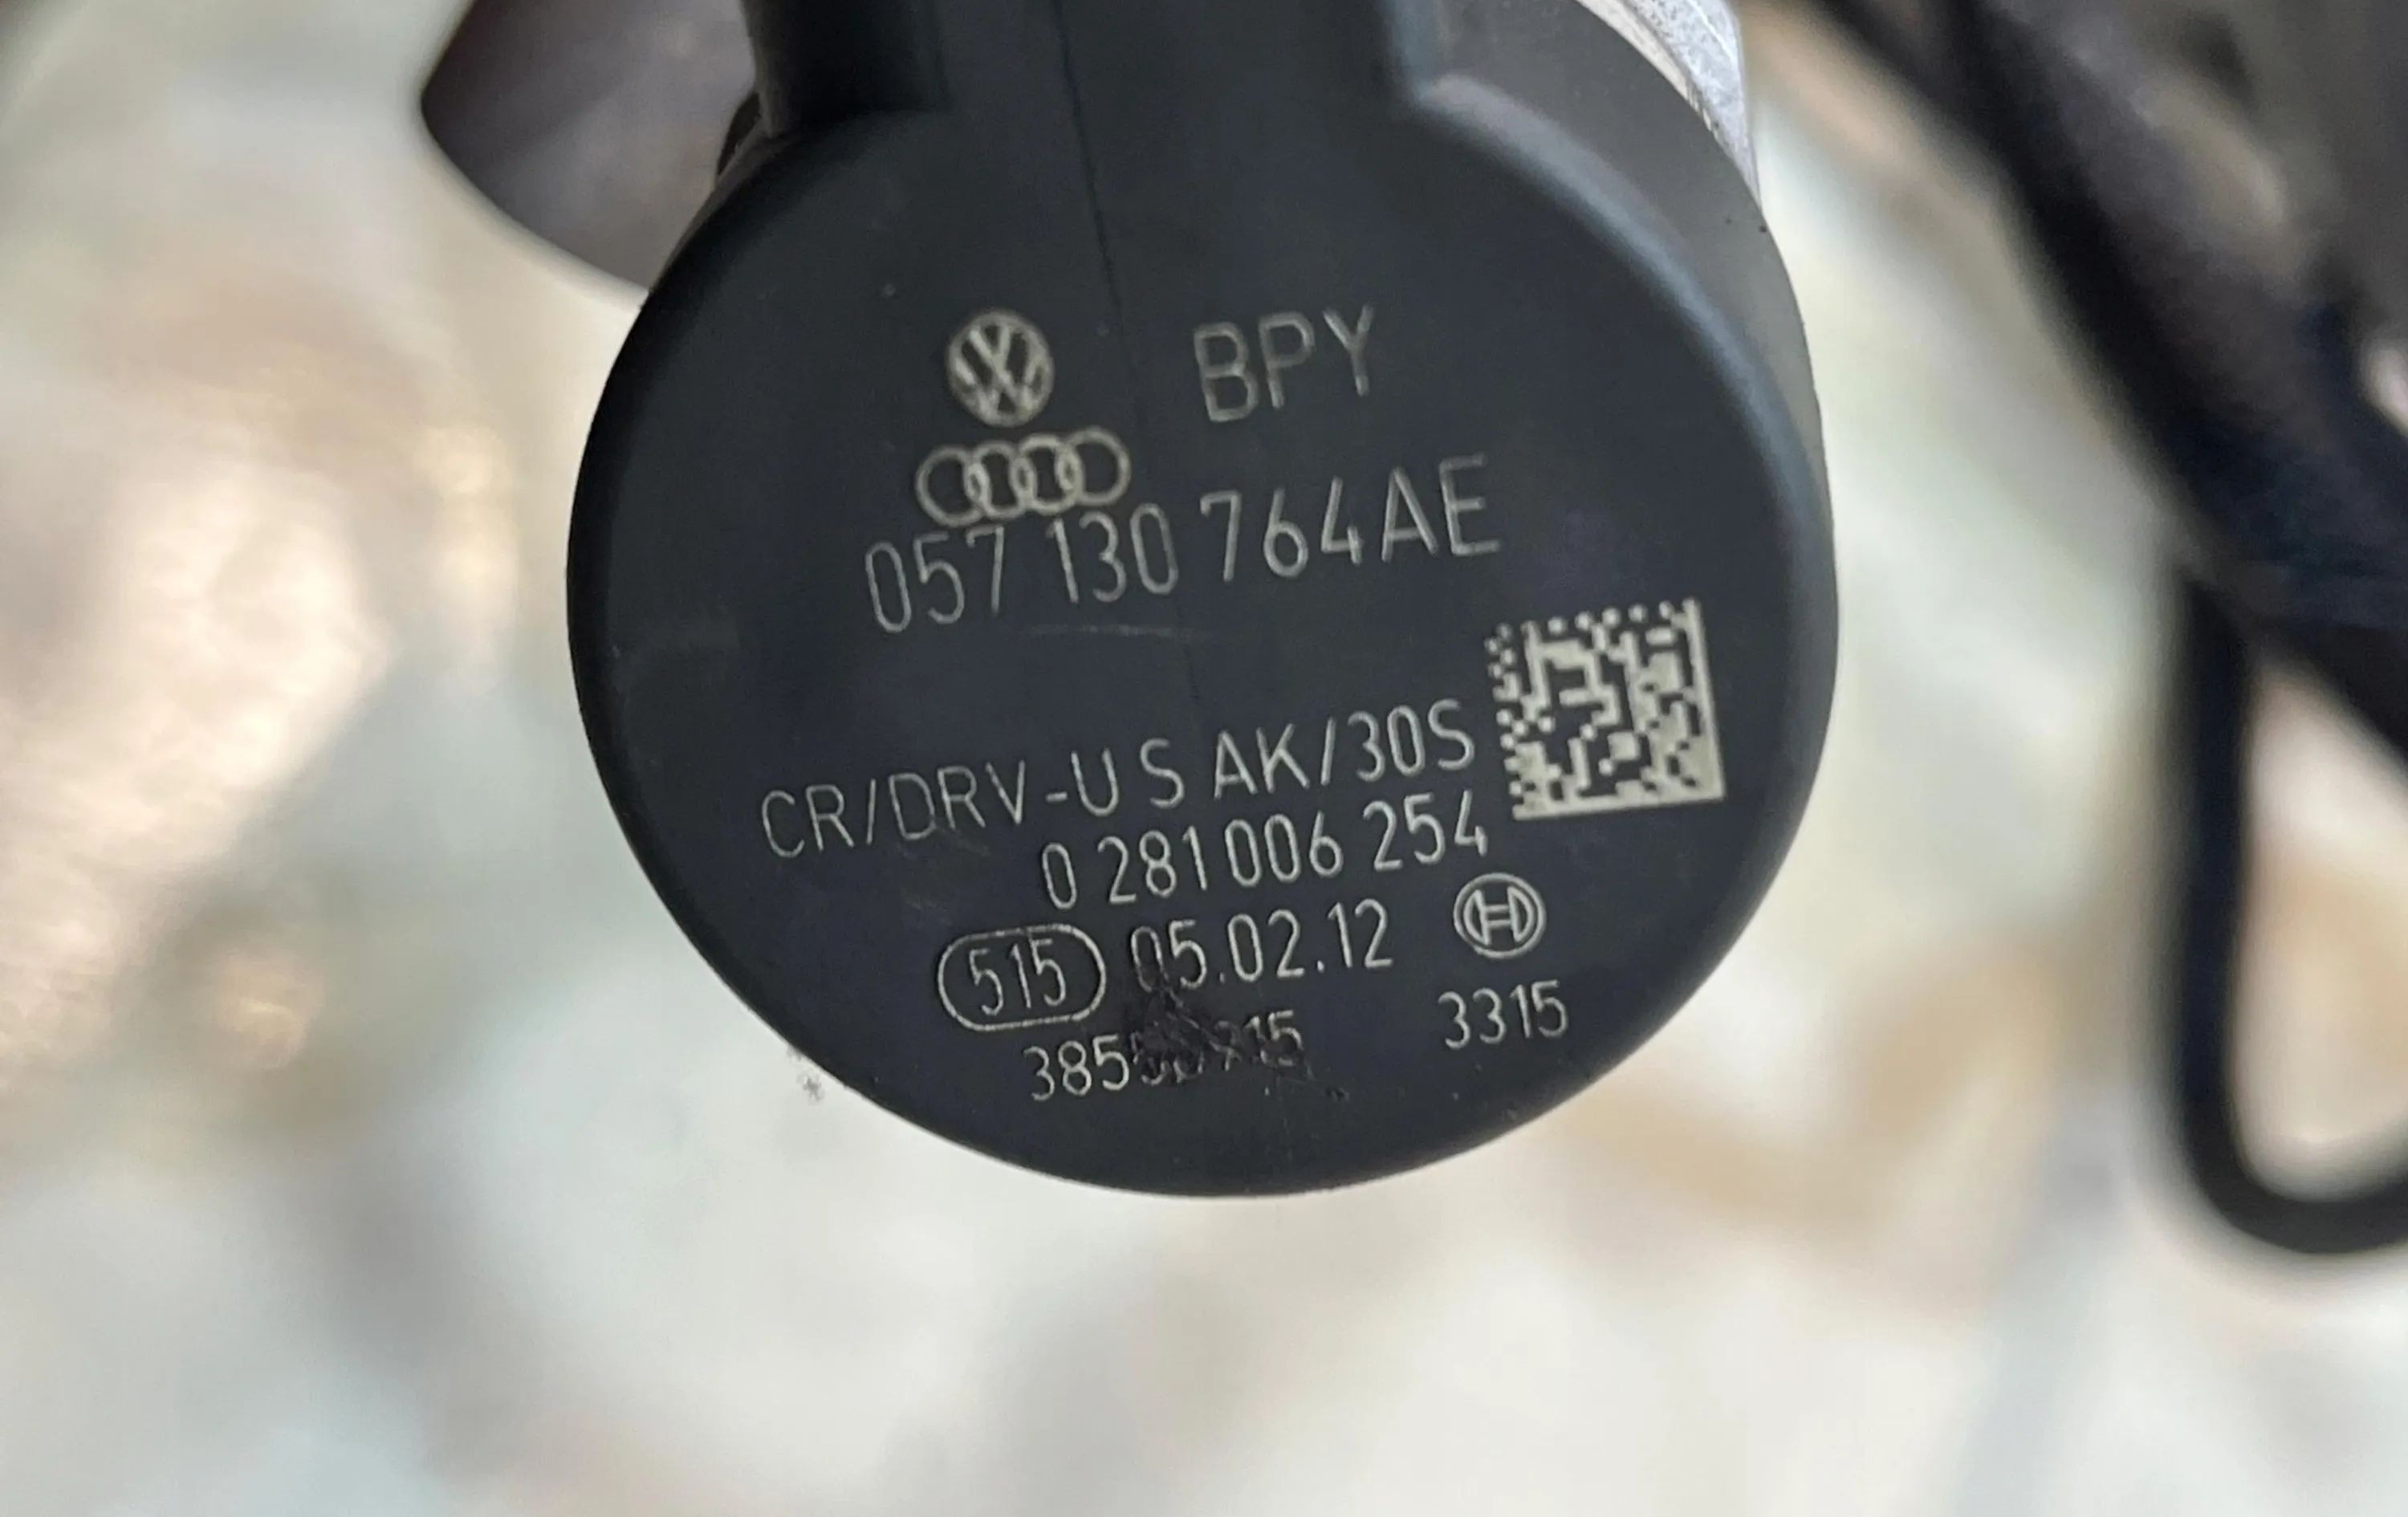 BPY
057 130 764AE
CR/DRV-U S AK/30S
0 281 006 254
515 05.02.12
3315